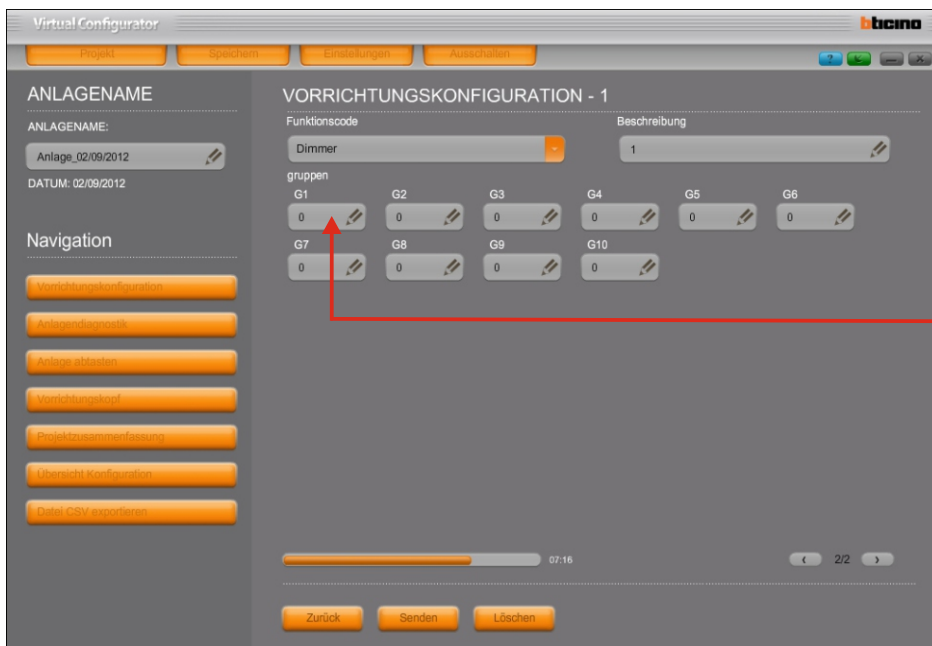 Virtual Configurator
bticino
Projekt Speichern Einstellungen Ausschalten
?
ANLAGENAME
ANLAGENAME:
Anlage_02/09/2012
DATUM: 02/09/2012
Navigation
Vorrichtungskonfiguration
Anlagendiagnostik
Anlage abtasten
Vorrichtungskopf
Projektzusammenfassung
Übersicht Konfiguration
Datei CSV exportieren
VORRICHTUNGSKONFIGURATION - 1
Funktionscode Beschreibung
Dimmer 1
gruppen
G1 G2 G3 G4 G5 G6
0 0 0 0 0 0
G7 G8 G9 G10
0 0 0 0
07:16 2/2
Zurück Senden Löschen